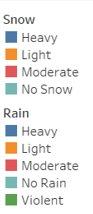 Snow
Heavy
Light
Moderate
No Snow
Rain
Heavy
Light
Moderate
No Rain
Violent